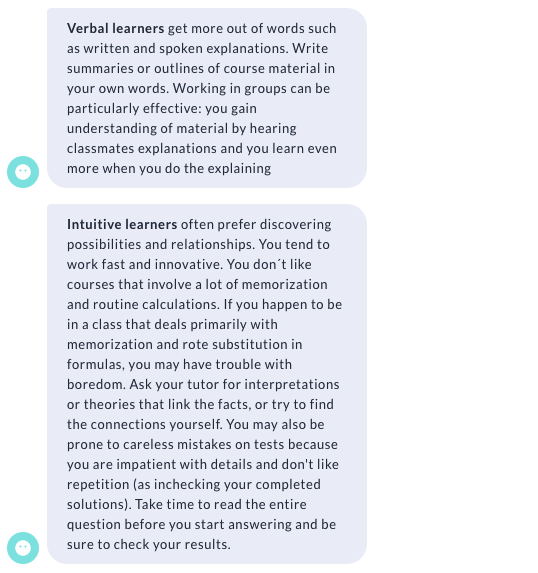 Verbal learners get more out of words such
as written and spoken explanations. Write
summaries or outlines of course material in
your own words. Working in groups can be
particularly effective: you gain
understanding of material by hearing
classmates explanations and you learn even
more when you do the explaining
Intuitive learners often prefer discovering
possibilities and relationships. You tend to
work fast and innovative. You don´t like
courses that involve a lot of memorization
and routine calculations. If you happen to be
in a class that deals primarily with
memorization and rote substitution in
formulas, you may have trouble with
boredom. Ask your tutor for interpretations
or theories that link the facts, or try to find
the connections yourself. You may also be
prone to careless mistakes on tests because
you are impatient with details and don't like
repetition (as inchecking your completed
solutions). Take time to read the entire
question before you start answering and be
sure to check your results.